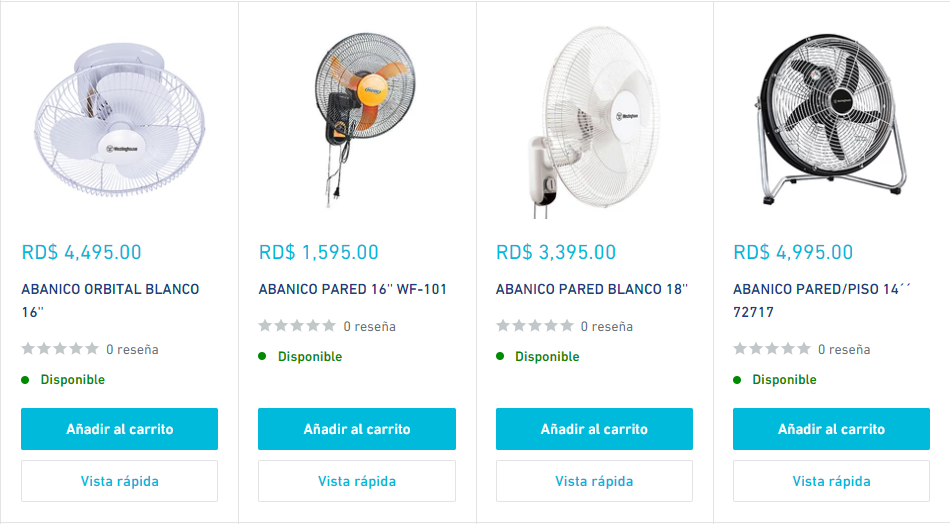 Westinghouse
Westinghouse
Westinghouse
RD$ 4,495.00
ABANICO ORBITAL BLANCO
16''
0 reseña
Disponible
Añadir al carrito
Vista rápida
RD$ 1,595.00
ABANICO PARED 16'' WF-101
0 reseña
Disponible
Añadir al carrito
Vista rápida
RD$ 3,395.00
ABANICO PARED BLANCO 18''
0 reseña
Disponible
Añadir al carrito
Vista rápida
RD$ 4,995.00
ABANICO PARED/PISO 14´´
72717
0 reseña
Disponible
Añadir al carrito
Vista rápida